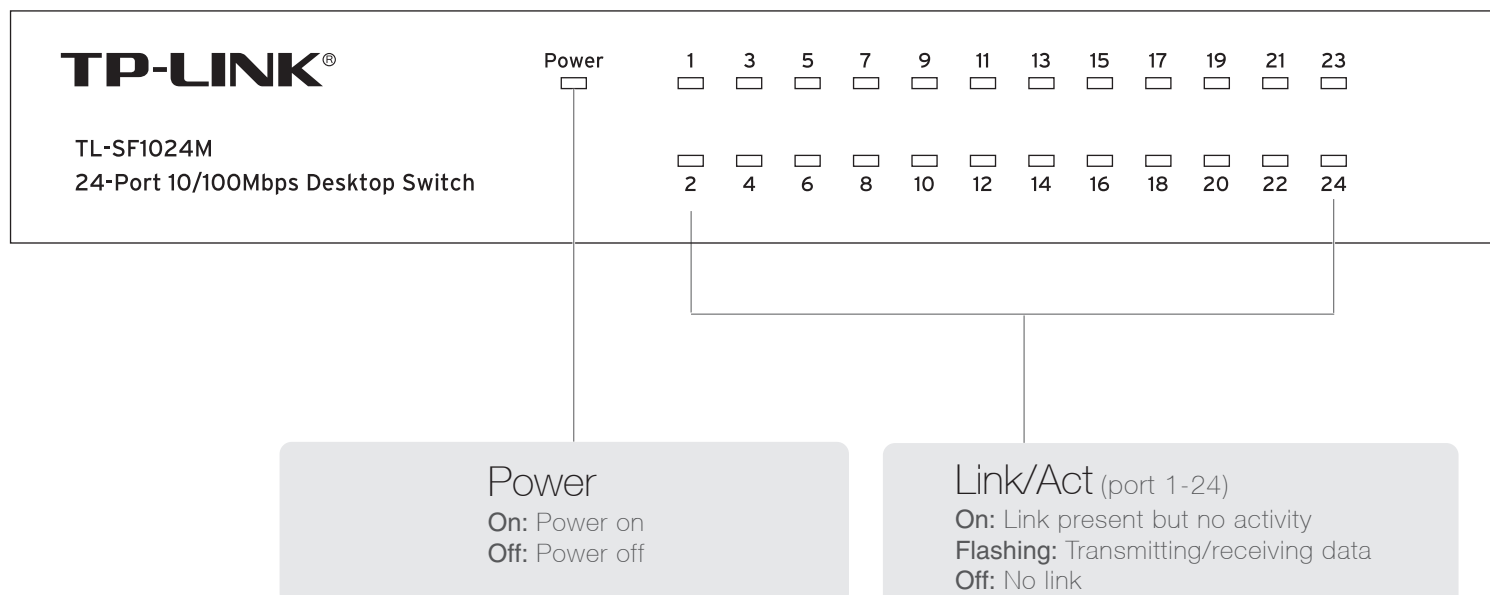 TP-LINK®
Power 1 3 5 7 9 11 13 15 17 19 21 23
TL-SF1024M
24-Port 10/100Mbps Desktop Switch
2 4 6 8 10 12 14 16 18 20 22 24
Power
On: Power on
Off: Power off
Link/Act (port 1-24)
On: Link present but no activity
Flashing: Transmitting/receiving data
Off: No link